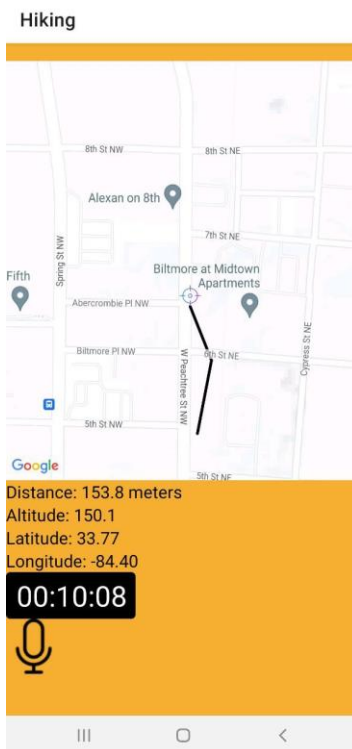 Hiking
8th St NW
8th St NE
Alexan on 8th
7th St NE
Spring St NW
Fifth
Biltmore at Midtown
Apartments
Abercrombie Pl NW
Biltmore Pl NW
W Peachtree St NW
6th St NE
Cypress St NE
5th St NW
Google
5th St NE
Distance: 153.8 meters
Altitude: 150.1
Latitude: 33.77
Longitude: -84.40
00:10:08